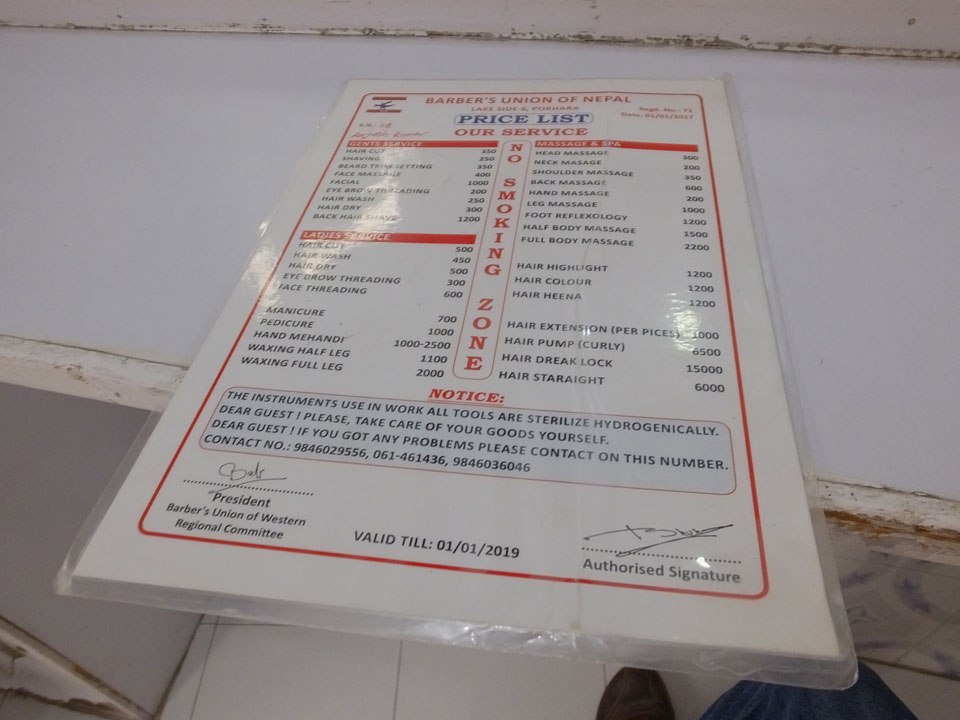 BARBER'S UNION OF NEPAL
LAKE SIDE-6, POKHARA
Regd. No.: 71
Date: 01/01/2017
PRICE LIST
S.N.: 08
OUR SERVICE
GENTS SERVICE
HAIR CUT 350
SHAVING 250
BEARD TRIM SETTING 350
FACE MASSAGE 400
FACIAL 1000
EYE BROW THREADING 200
HAIR WASH 250
HAIR DRY 300
BACK HAIR SHAVE 1200
LADIES SERVICE
HAIR CUT 500
HAIR WASH 450
HAIR DRY 500
EYE BROW THREADING 300
FACE THREADING 600
MANICURE 700
PEDICURE 1000
HAND MEHANDI 1000-2500
WAXING HALF LEG 1100
WAXING FULL LEG 2000
NO SMOKING ZONE
MASSAGE & SPA
HEAD MASSAGE 300
NECK MASAGE 200
SHOULDER MASSAGE 350
BACK MASSAGE 600
HAND MASSAGE 200
LEG MASSAGE 1000
FOOT REFLEXOLOGY 1200
HALF BODY MASSAGE 1500
FULL BODY MASSAGE 2200
HAIR HIGHLIGHT 1200
HAIR COLOUR 1200
HAIR HEENA 1200
HAIR EXTENSION (PER PICES) 1000
HAIR PUMP (CURLY) 6500
HAIR DREAK LOCK 15000
HAIR STARAIGHT 6000
NOTICE:
THE INSTRUMENTS USE IN WORK ALL TOOLS ARE STERILIZE HYDROGENICALLY.
DEAR GUEST ! PLEASE, TAKE CARE OF YOUR GOODS YOURSELF.
DEAR GUEST ! IF YOU GOT ANY PROBLEMS PLEASE CONTACT ON THIS NUMBER.
CONTACT NO.: 9846029556, 061-461436, 9846036046
President
Barber's Union of Western
Regional Committee
VALID TILL: 01/01/2019
Authorised Signature